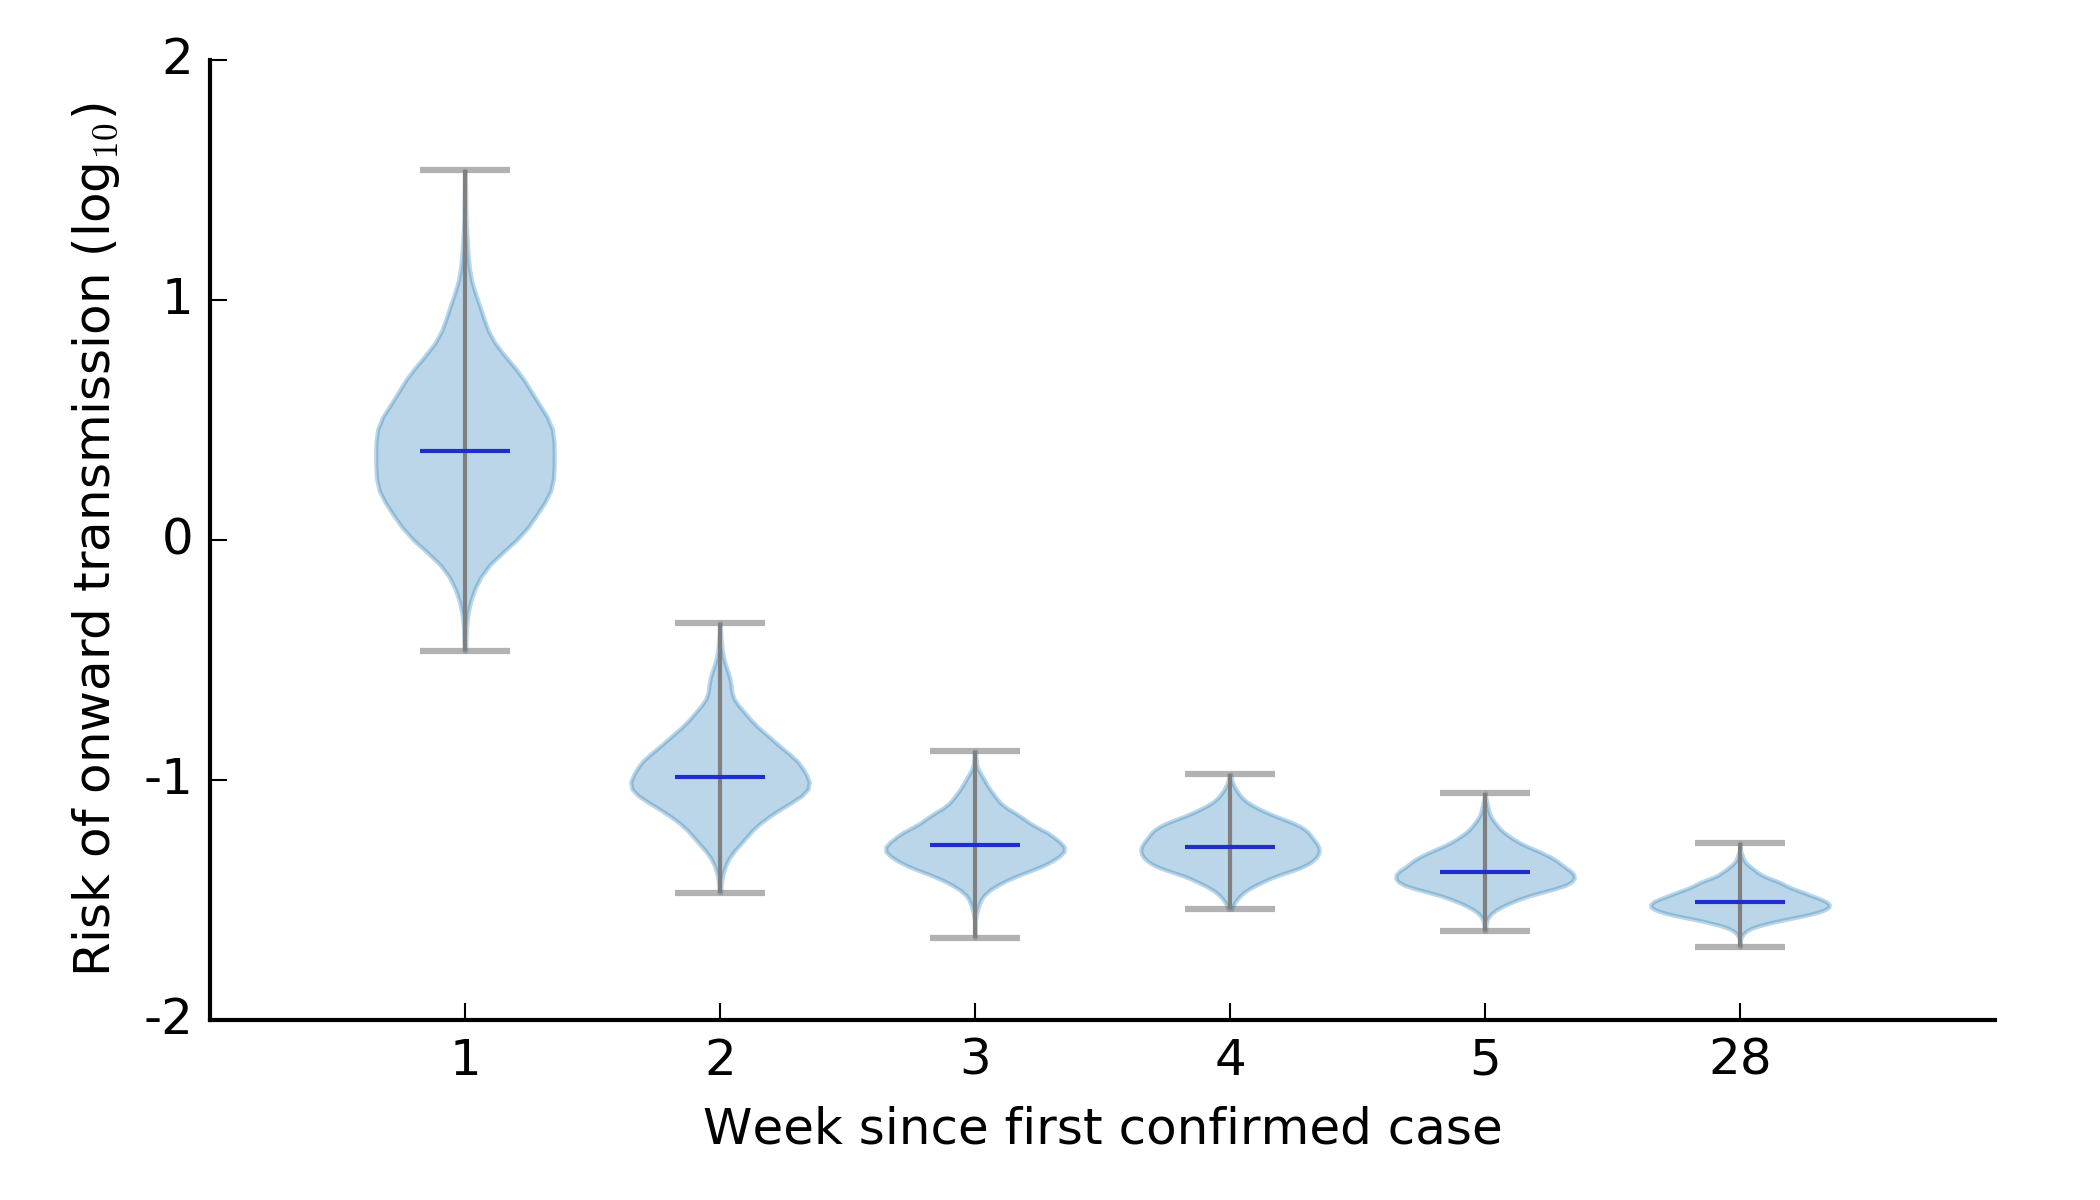 Risk of onward transmission (log₁₀)
2
1
0
-1
-2
1 2 3 4 5 28
Week since first confirmed case